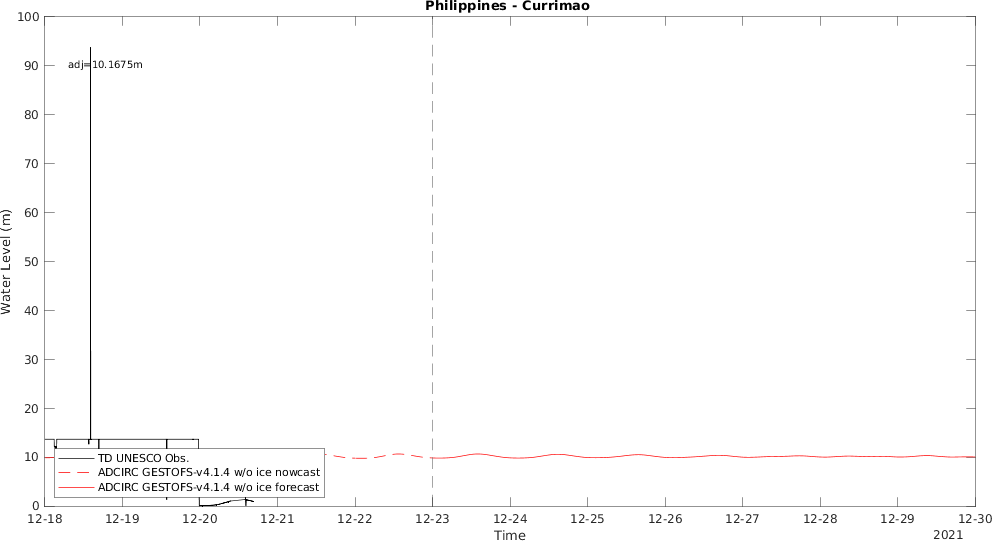 Philippines - Currimao
100
90
80
70
60
50
40
30
20
10
0
Water Level (m)
adj=10.1675m
TD UNESCO Obs.
ADCIRC GESTOFS-v4.1.4 w/o ice nowcast
ADCIRC GESTOFS-v4.1.4 w/o ice forecast
12-18 12-19 12-20 12-21 12-22 12-23 12-24 12-25 12-26 12-27 12-28 12-29 12-30
Time
2021